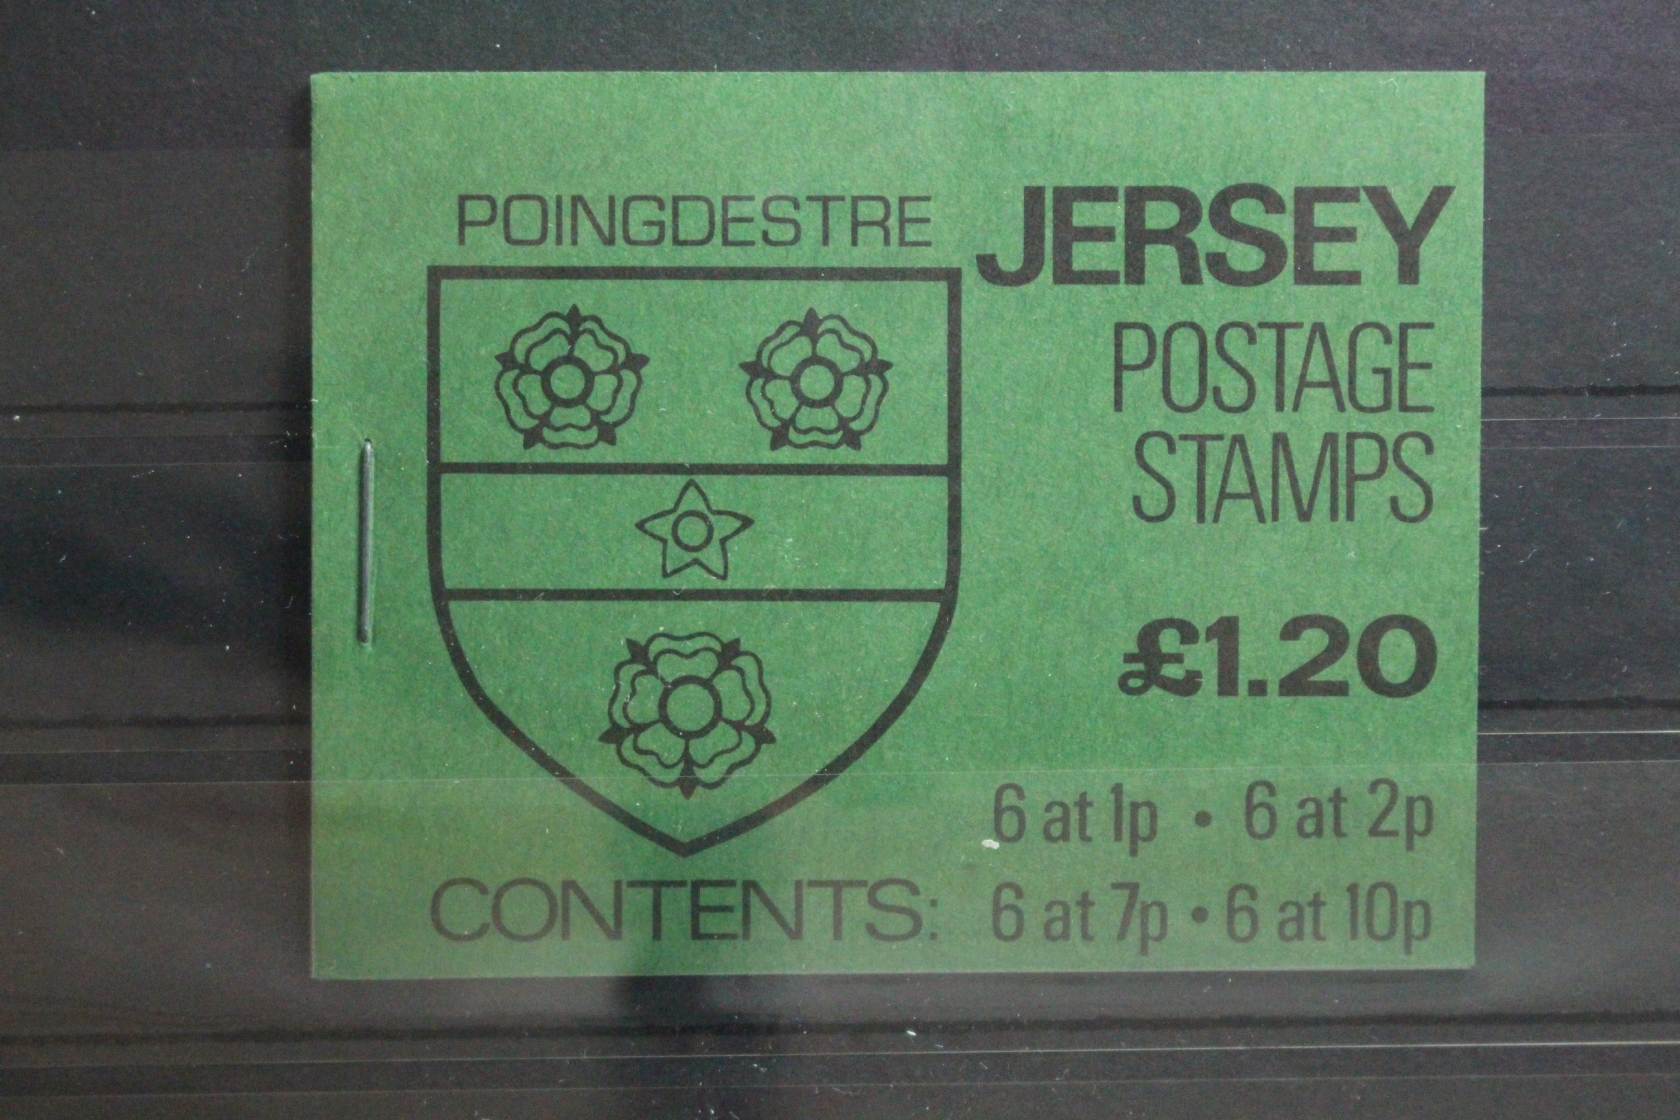 POINGDESTRE
JERSEY
POSTAGE
STAMPS
£1.20
6 at 1p • 6 at 2p
CONTENTS: 6 at 7p • 6 at 10p